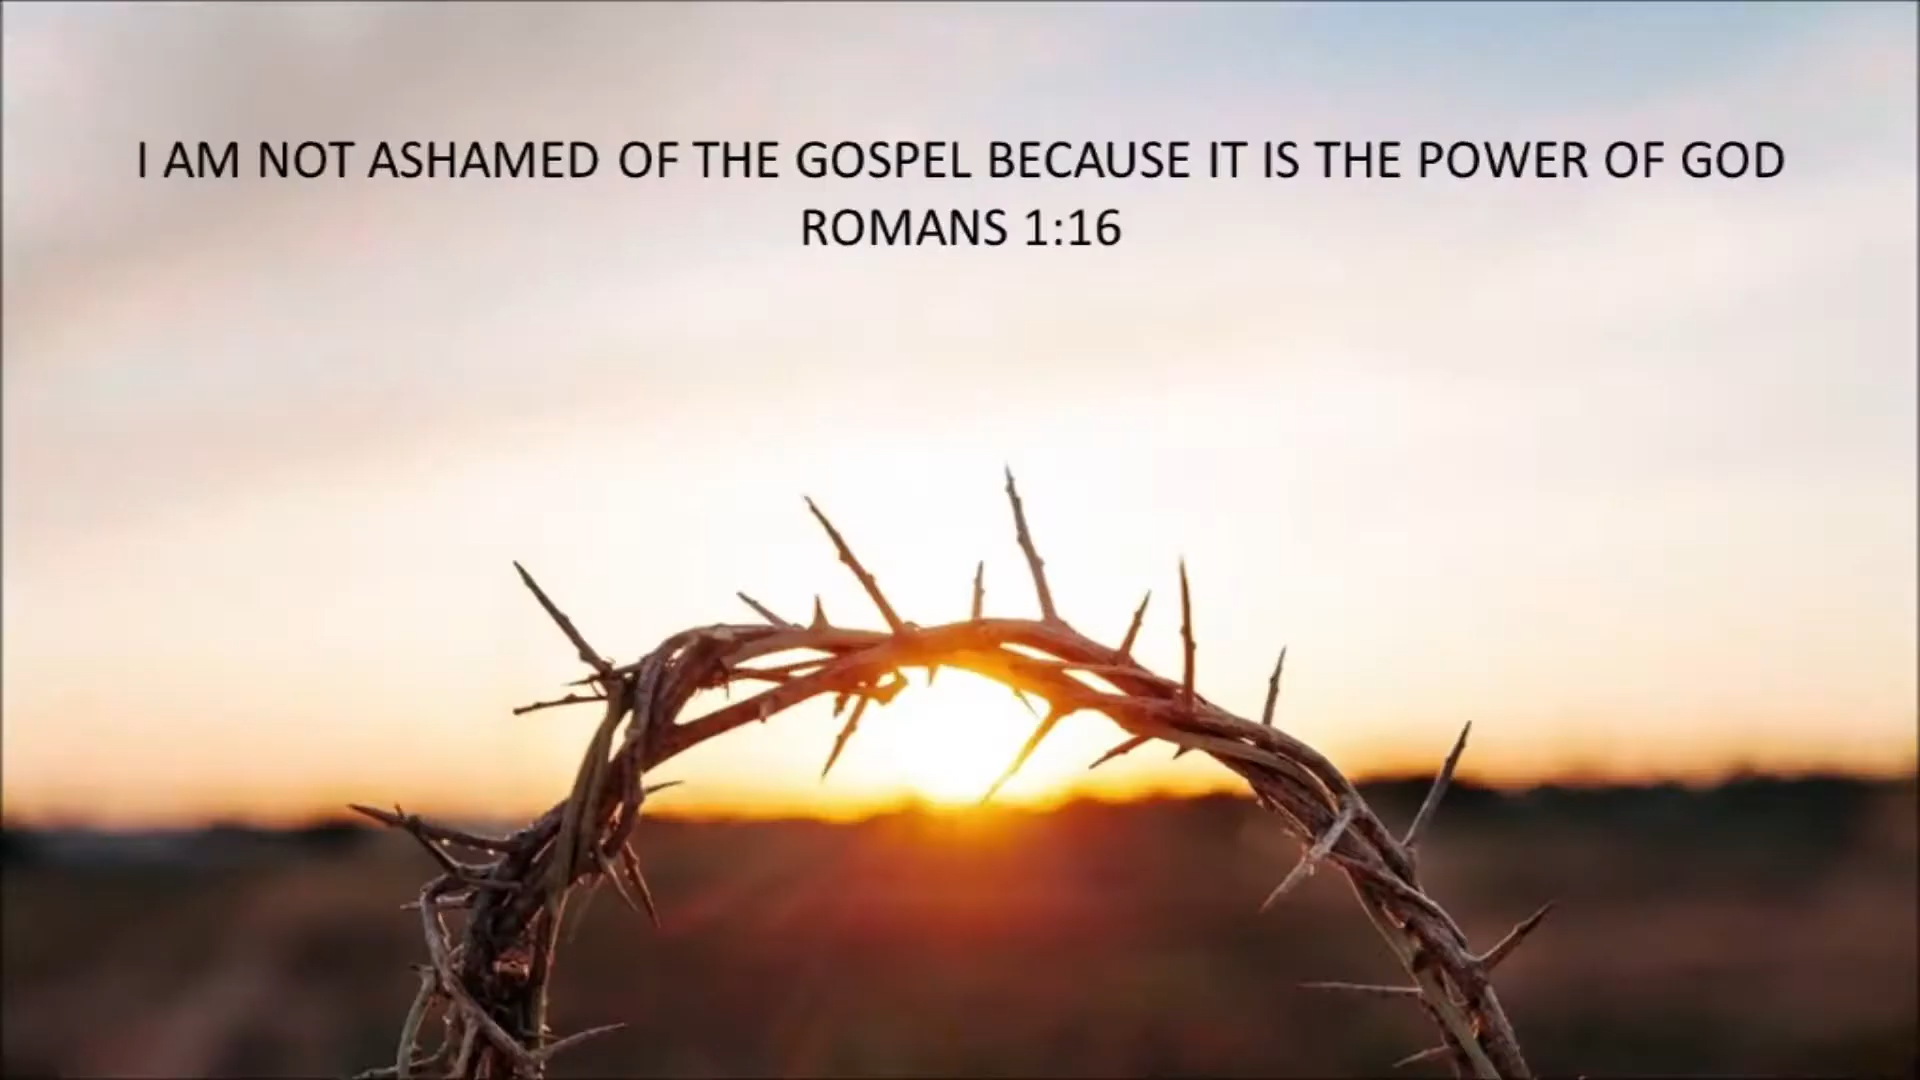 I AM NOT ASHAMED OF THE GOSPEL BECAUSE IT IS THE POWER OF GOD
ROMANS 1:16